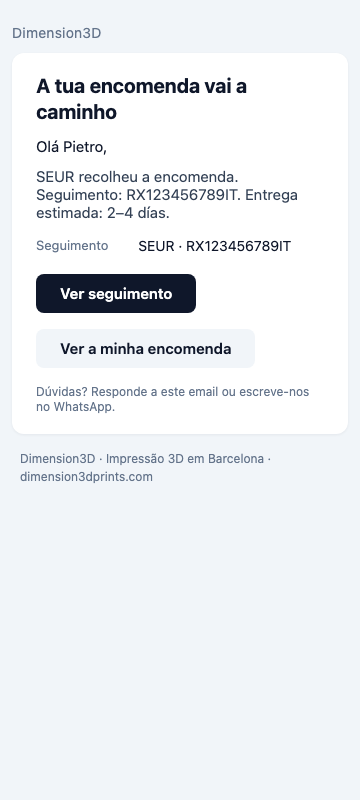 Dimension3D
A tua encomenda vai a
caminho
Olá Pietro,
SEUR recolheu a encomenda.
Seguimento: RX123456789IT. Entrega
estimada: 2–4 días.
Seguimento SEUR · RX123456789IT
Ver seguimento
Ver a minha encomenda
Dúvidas? Responde a este email ou escreve-nos
no WhatsApp.
Dimension3D · Impressão 3D em Barcelona ·
dimension3dprints.com